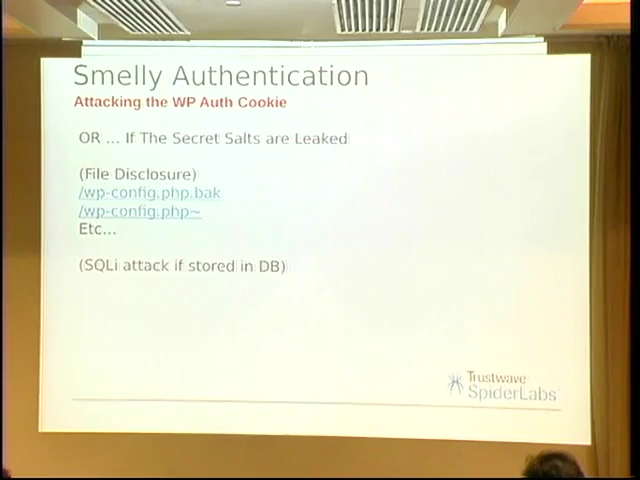 Smelly Authentication
Attacking the WP Auth Cookie
OR ... If The Secret Salts are Leaked
(File Disclosure)
/wp-config.php.bak
/wp-config.php~
Etc...
(SQLi attack if stored in DB)
Trustwave
SpiderLabs